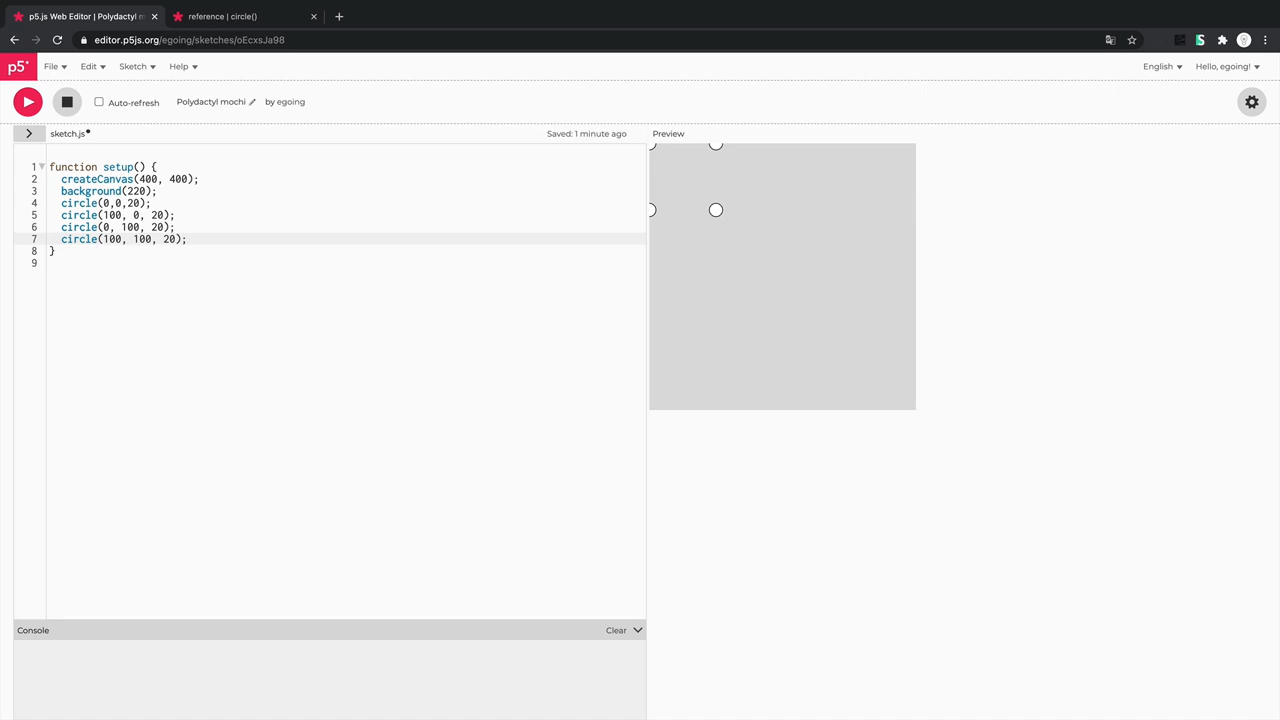 p5.js Web Editor | Polydactyl m
reference | circle()
editor.p5js.org/egoing/sketches/oEcxsJa98
p5*
File
Edit
Sketch
Help
English
Hello, egoing!
Auto-refresh
Polydactyl mochi
by egoing
sketch.js
Saved: 1 minute ago
Preview
1 function setup() {
2 createCanvas(400, 400);
3 background(220);
4 circle(0,0,20);
5 circle(100, 0, 20);
6 circle(0, 100, 20);
7 circle(100, 100, 20);
8 }
9
Console
Clear